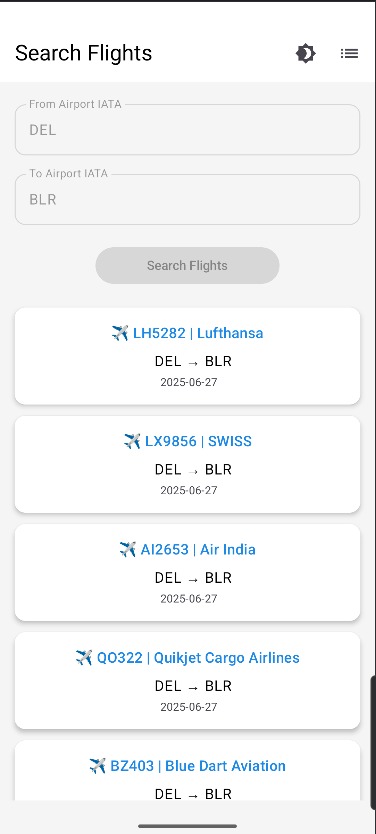 Search Flights
From Airport IATA
DEL
To Airport IATA
BLR
Search Flights
✈️ LH5282 | Lufthansa
DEL → BLR
2025-06-27
✈️ LX9856 | SWISS
DEL → BLR
2025-06-27
✈️ AI2653 | Air India
DEL → BLR
2025-06-27
✈️ QO322 | Quikjet Cargo Airlines
DEL → BLR
2025-06-27
✈️ BZ403 | Blue Dart Aviation
DEL → BLR